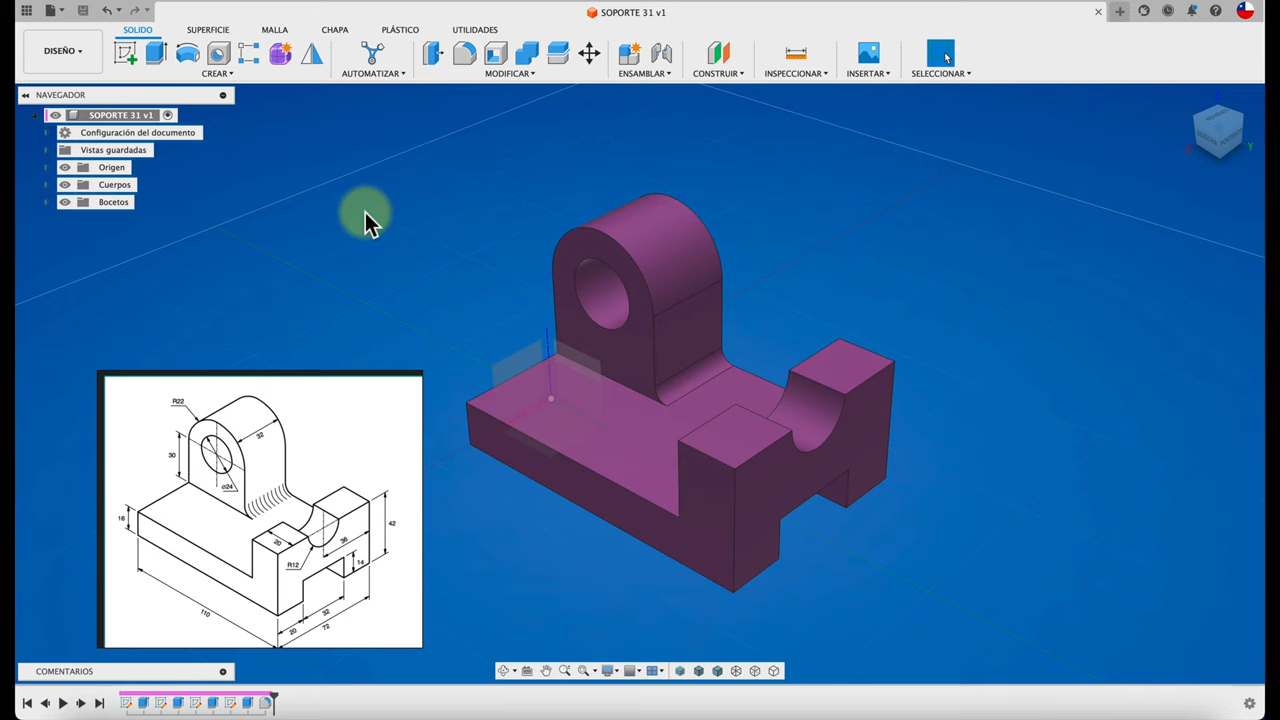 SOPORTE 31 v1
SOLIDO SUPERFICIE MALLA CHAPA PLÁSTICO UTILIDADES
DISEÑO
CREAR AUTOMATIZAR MODIFICAR ENSAMBLAR CONSTRUIR INSPECCIONAR INSERTAR SELECCIONAR
NAVEGADOR
SOPORTE 31 v1
Configuración del documento
Vistas guardadas
Origen
Cuerpos
Bocetos
Z
Y
R22
32
30
⌀24
16
20
36
42
R12
14
110
32
20
72
COMENTARIOS